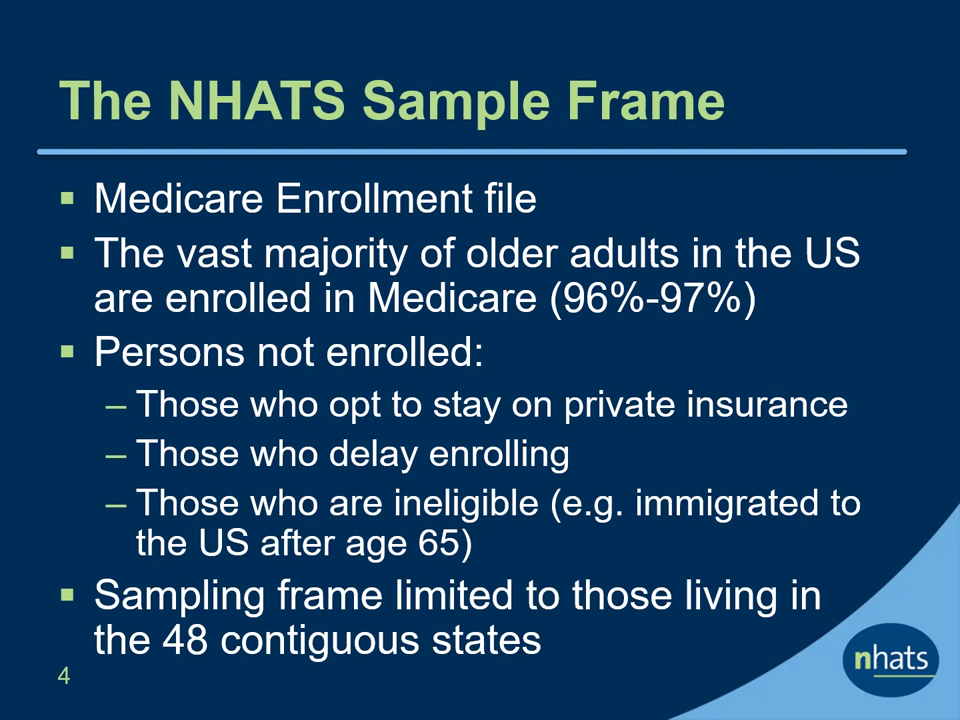 The NHATS Sample Frame
▪ Medicare Enrollment file
▪ The vast majority of older adults in the US
are enrolled in Medicare (96%-97%)
▪ Persons not enrolled:
– Those who opt to stay on private insurance
– Those who delay enrolling
– Those who are ineligible (e.g. immigrated to
the US after age 65)
▪ Sampling frame limited to those living in
the 48 contiguous states
4
nhats